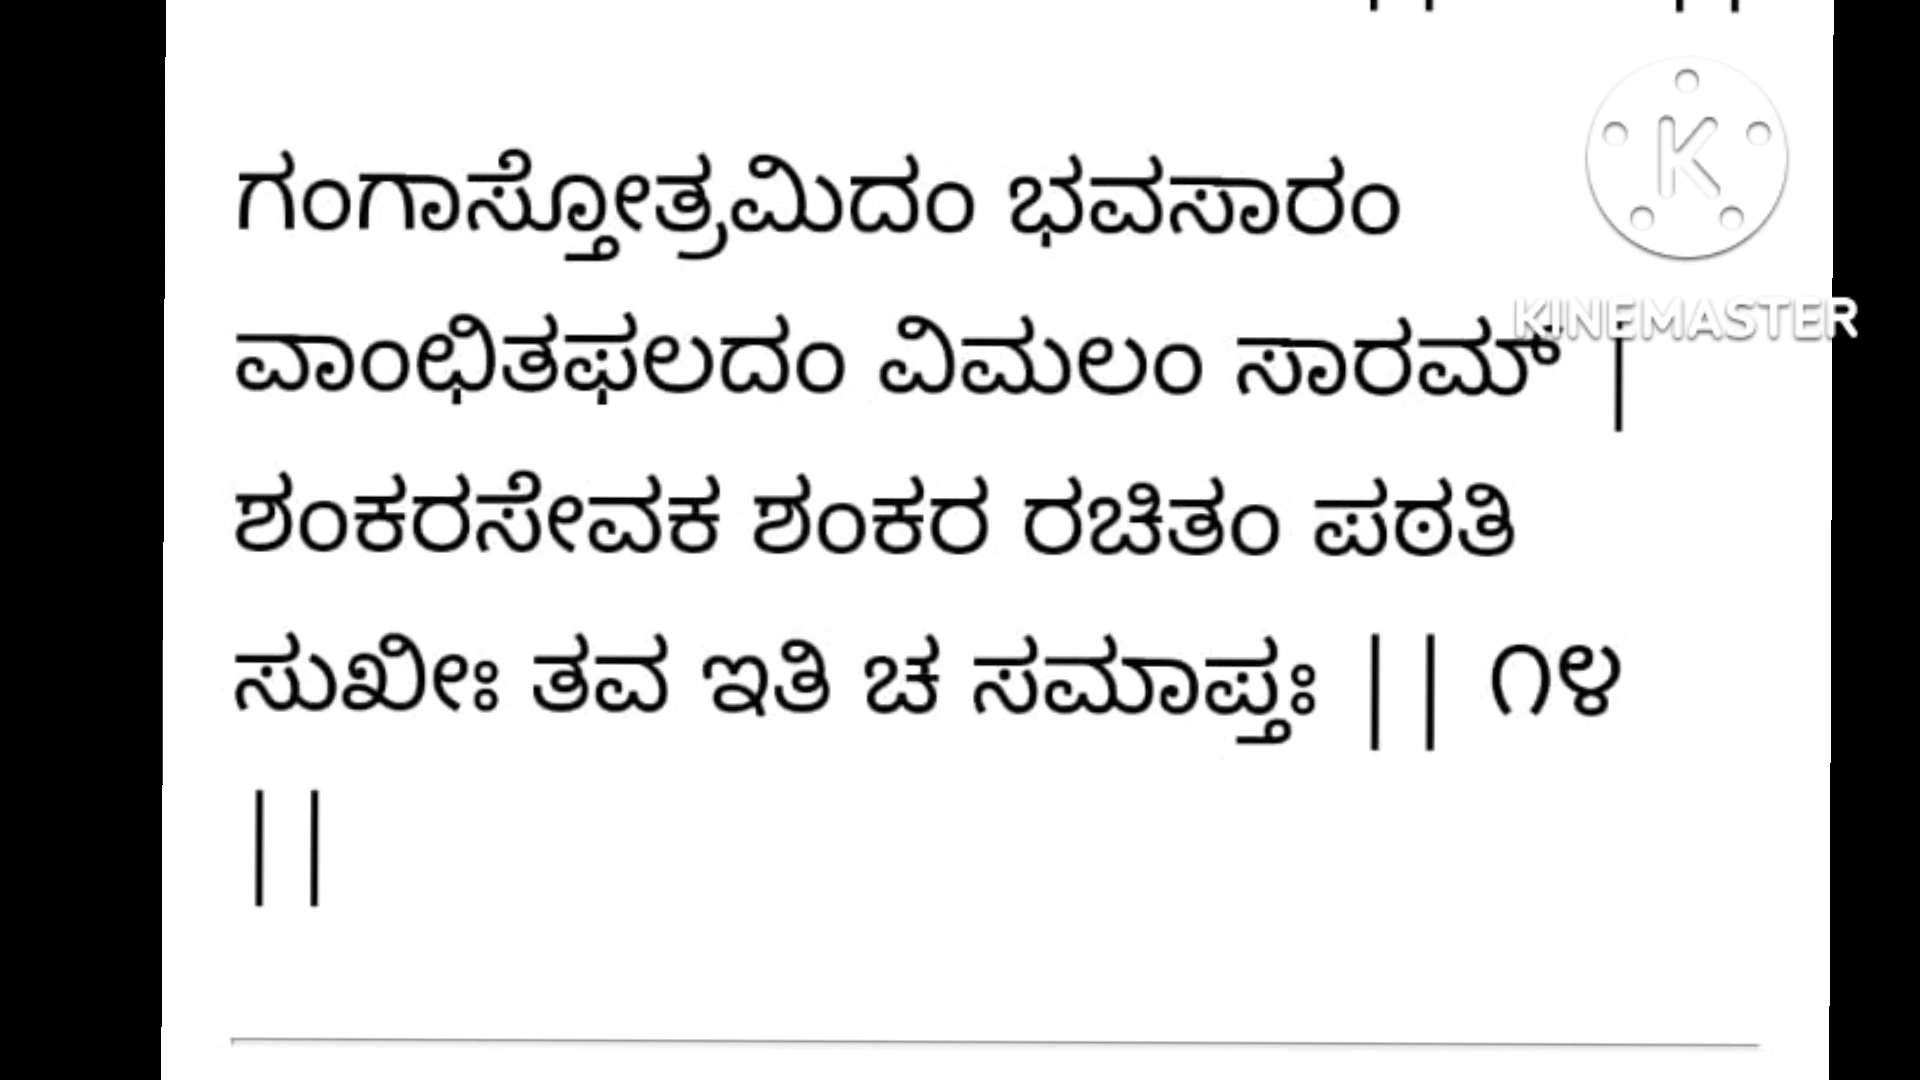 ಗಂಗಾಸ್ತೋತ್ರಮಿದಂ ಭವಸಾರಂ
ವಾಂಛಿತಫಲದಂ ವಿಮಲಂ ಸಾರಮ್ |
ಶಂಕರಸೇವಕ ಶಂಕರ ರಚಿತಂ ಪಠತಿ
ಸುಖೀಃ ತವ ಇತಿ ಚ ಸಮಾಪ್ತಃ || ೧೪
||
K
KINEMASTER